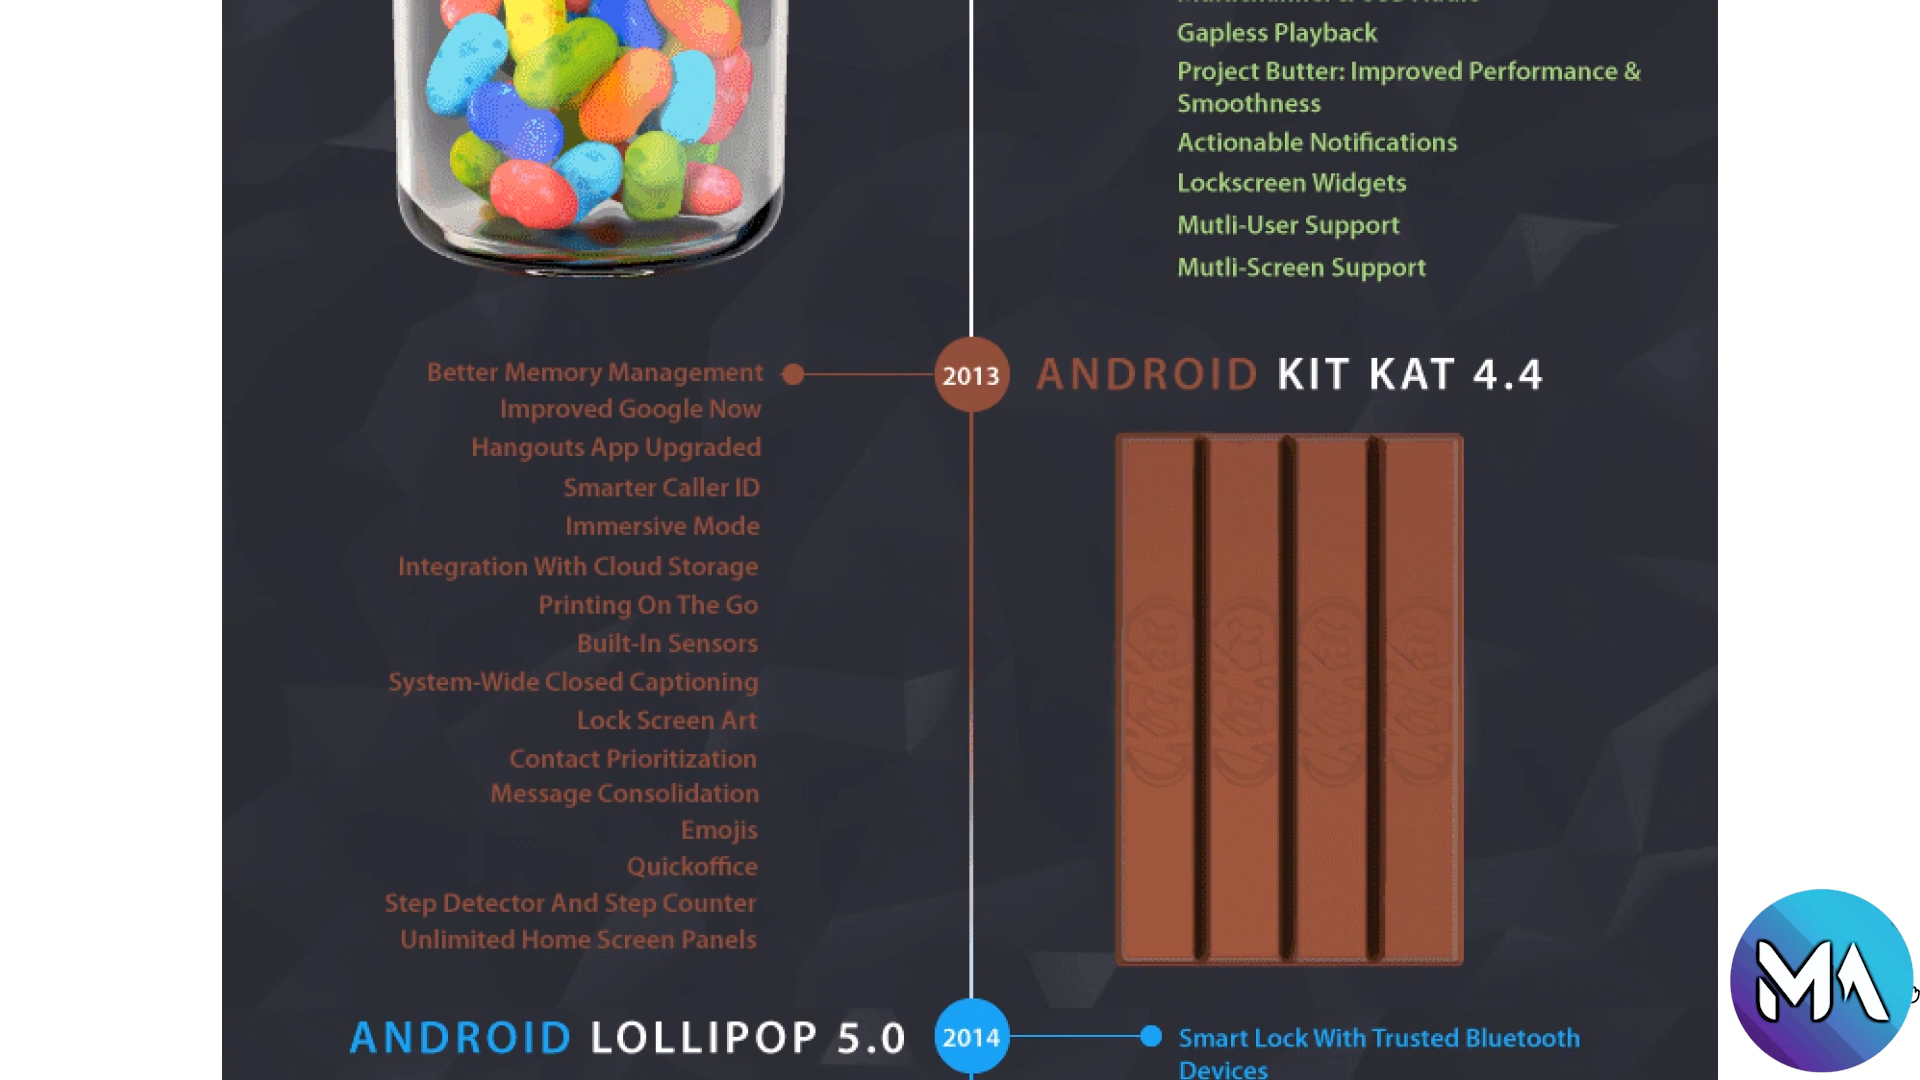 Gapless Playback
Project Butter: Improved Performance &
Smoothness
Actionable Notifications
Lockscreen Widgets
Mutli-User Support
Mutli-Screen Support
2013
ANDROID KIT KAT 4.4
Better Memory Management
Improved Google Now
Hangouts App Upgraded
Smarter Caller ID
Immersive Mode
Integration With Cloud Storage
Printing On The Go
Built-In Sensors
System-Wide Closed Captioning
Lock Screen Art
Contact Prioritization
Message Consolidation
Emojis
Quickoffice
Step Detector And Step Counter
Unlimited Home Screen Panels
ANDROID LOLLIPOP 5.0
2014
Smart Lock With Trusted Bluetooth
Devices
MA